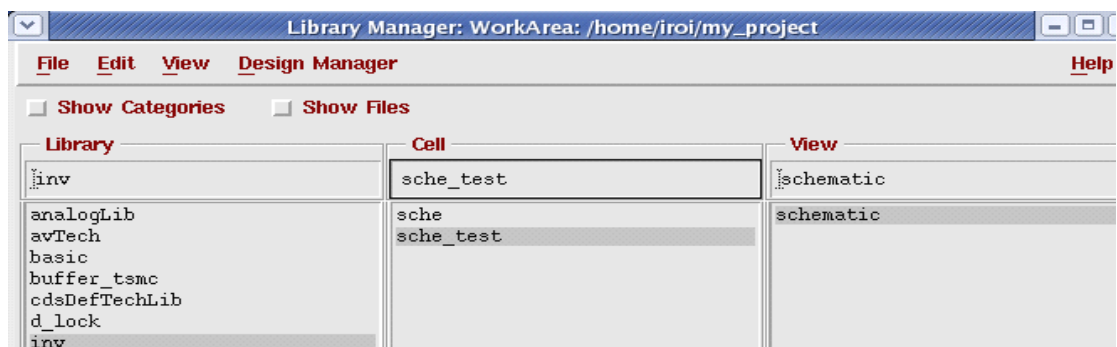 Library Manager: WorkArea: /home/iroi/my_project
File Edit View Design Manager Help
Show Categories Show Files
Library Cell View
inv sche_test schematic
analogLib sche schematic
avTech sche_test
basic
buffer_tsmc
cdsDefTechLib
d_lock
inv